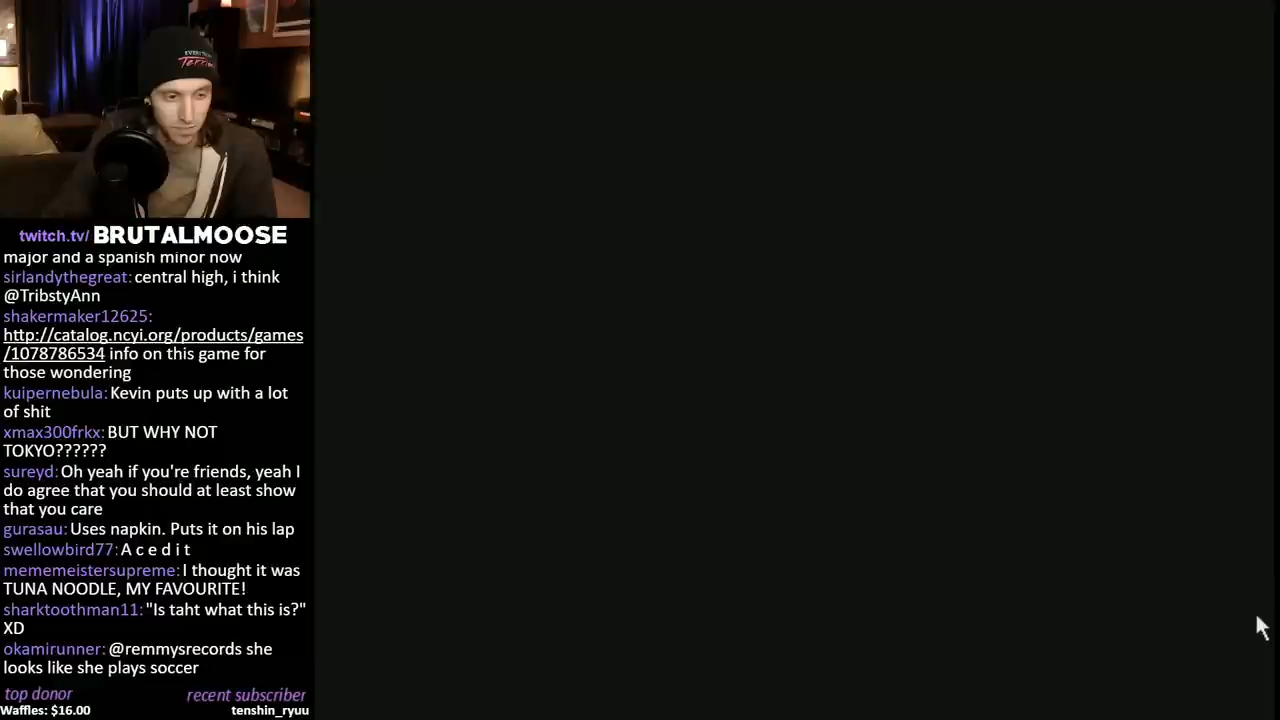 EVERYTHING
Terrible
twitch.tv/ BRUTALMOOSE
major and a spanish minor now
sirlandythegreat: central high, i think
@TribstyAnn
shakermaker12625:
http://catalog.ncyi.org/products/games
/1078786534 info on this game for
those wondering
kuipernebula: Kevin puts up with a lot
of shit
xmax300frkx: BUT WHY NOT
TOKYO??????
sureyd: Oh yeah if you're friends, yeah I
do agree that you should at least show
that you care
gurasau: Uses napkin. Puts it on his lap
swellowbird77: A c e d i t
mememeistersupreme: I thought it was
TUNA NOODLE, MY FAVOURITE!
sharktoothman11: "Is taht what this is?"
XD
okamirunner: @remmysrecords she
looks like she plays soccer
top donor recent subscriber
Waffles: $16.00 tenshin_ryuu